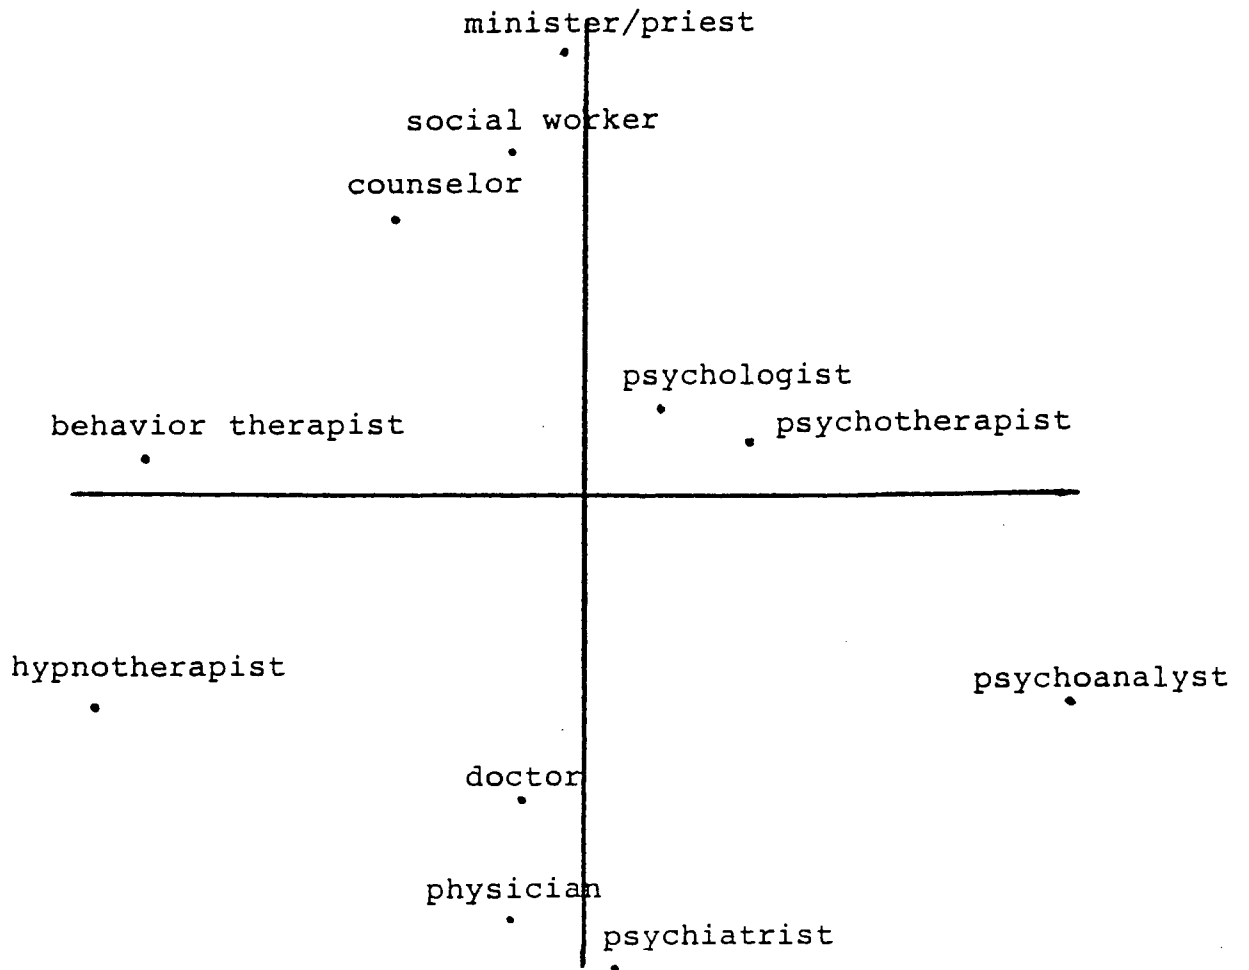 minister/priest
social worker
counselor
psychologist
psychotherapist
behavior therapist
hypnotherapist
psychoanalyst
doctor
physician
psychiatrist